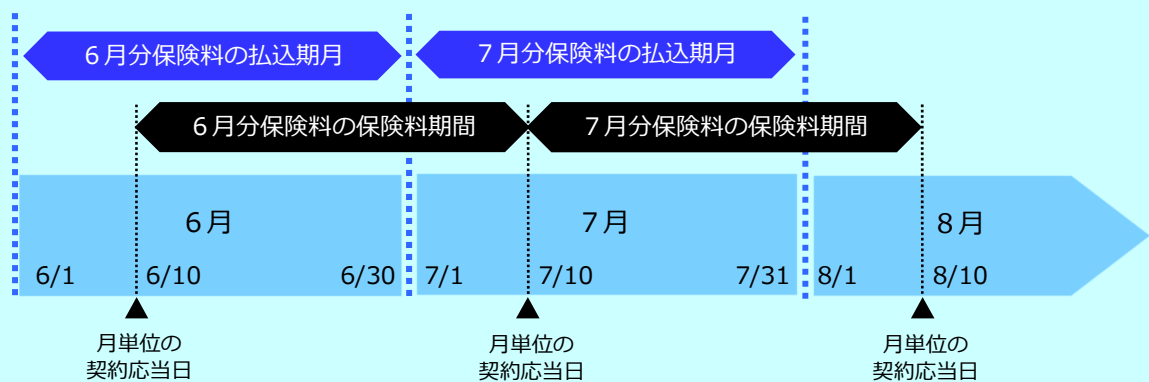 ６月分保険料の払込期月
７月分保険料の払込期月
６月分保険料の保険料期間
７月分保険料の保険料期間
６月
７月
８月
6/1
6/10
6/30
7/1
7/10
7/31
8/1
8/10
月単位の
契約応当日
月単位の
契約応当日
月単位の
契約応当日